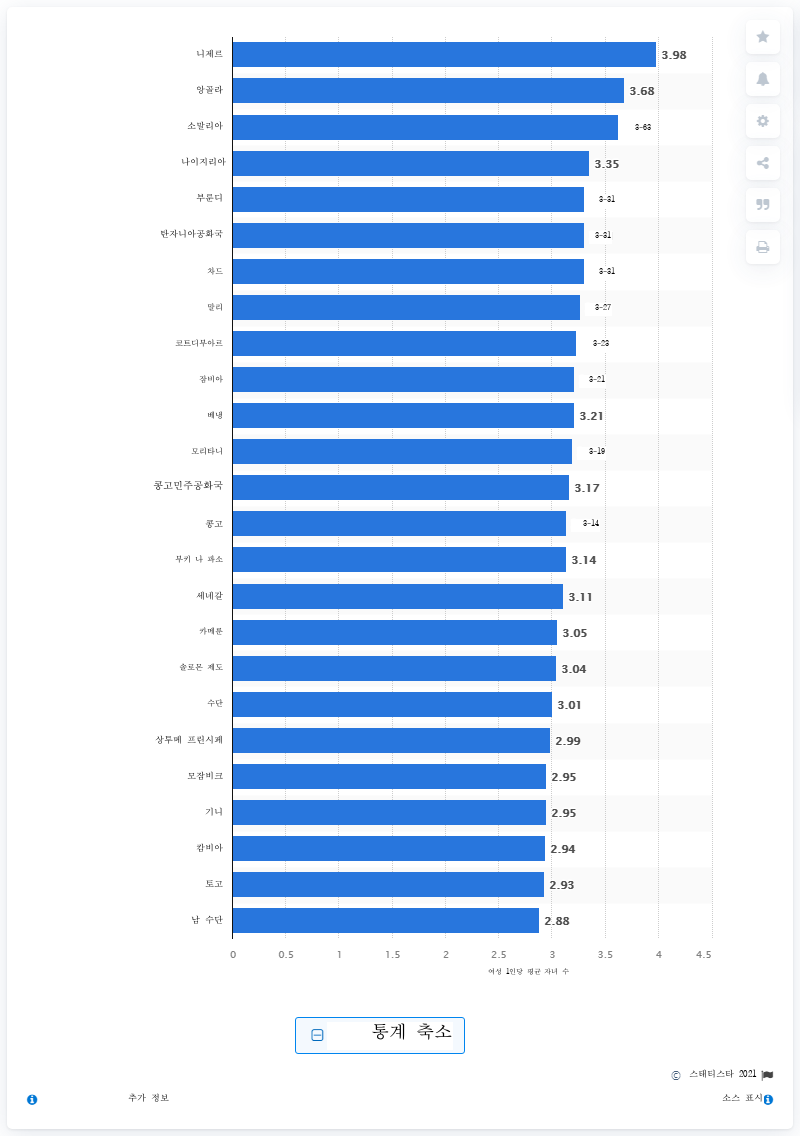 니제르 3.98
앙골라 3.68
소말리아 3-63
나이지리아 3.35
부룬디 3-31
탄자니아공화국 3-31
차드 3-31
말리 3-27
코트디부아르 3-23
잠비아 3-21
베냉 3.21
모리타니 3-19
콩고민주공화국 3.17
콩고 3-14
부키 나 파소 3.14
세네갈 3.11
카메룬 3.05
솔로몬 제도 3.04
수단 3.01
상투메 프린시페 2.99
모잠비크 2.95
기니 2.95
감비아 2.94
토고 2.93
남 수단 2.88
0 0.5 1 1.5 2 2.5 3 3.5 4 4.5
여성 1인당 평균 자녀 수
통계 축소
© 스태티스타 2021
추가 정보 소스 표시